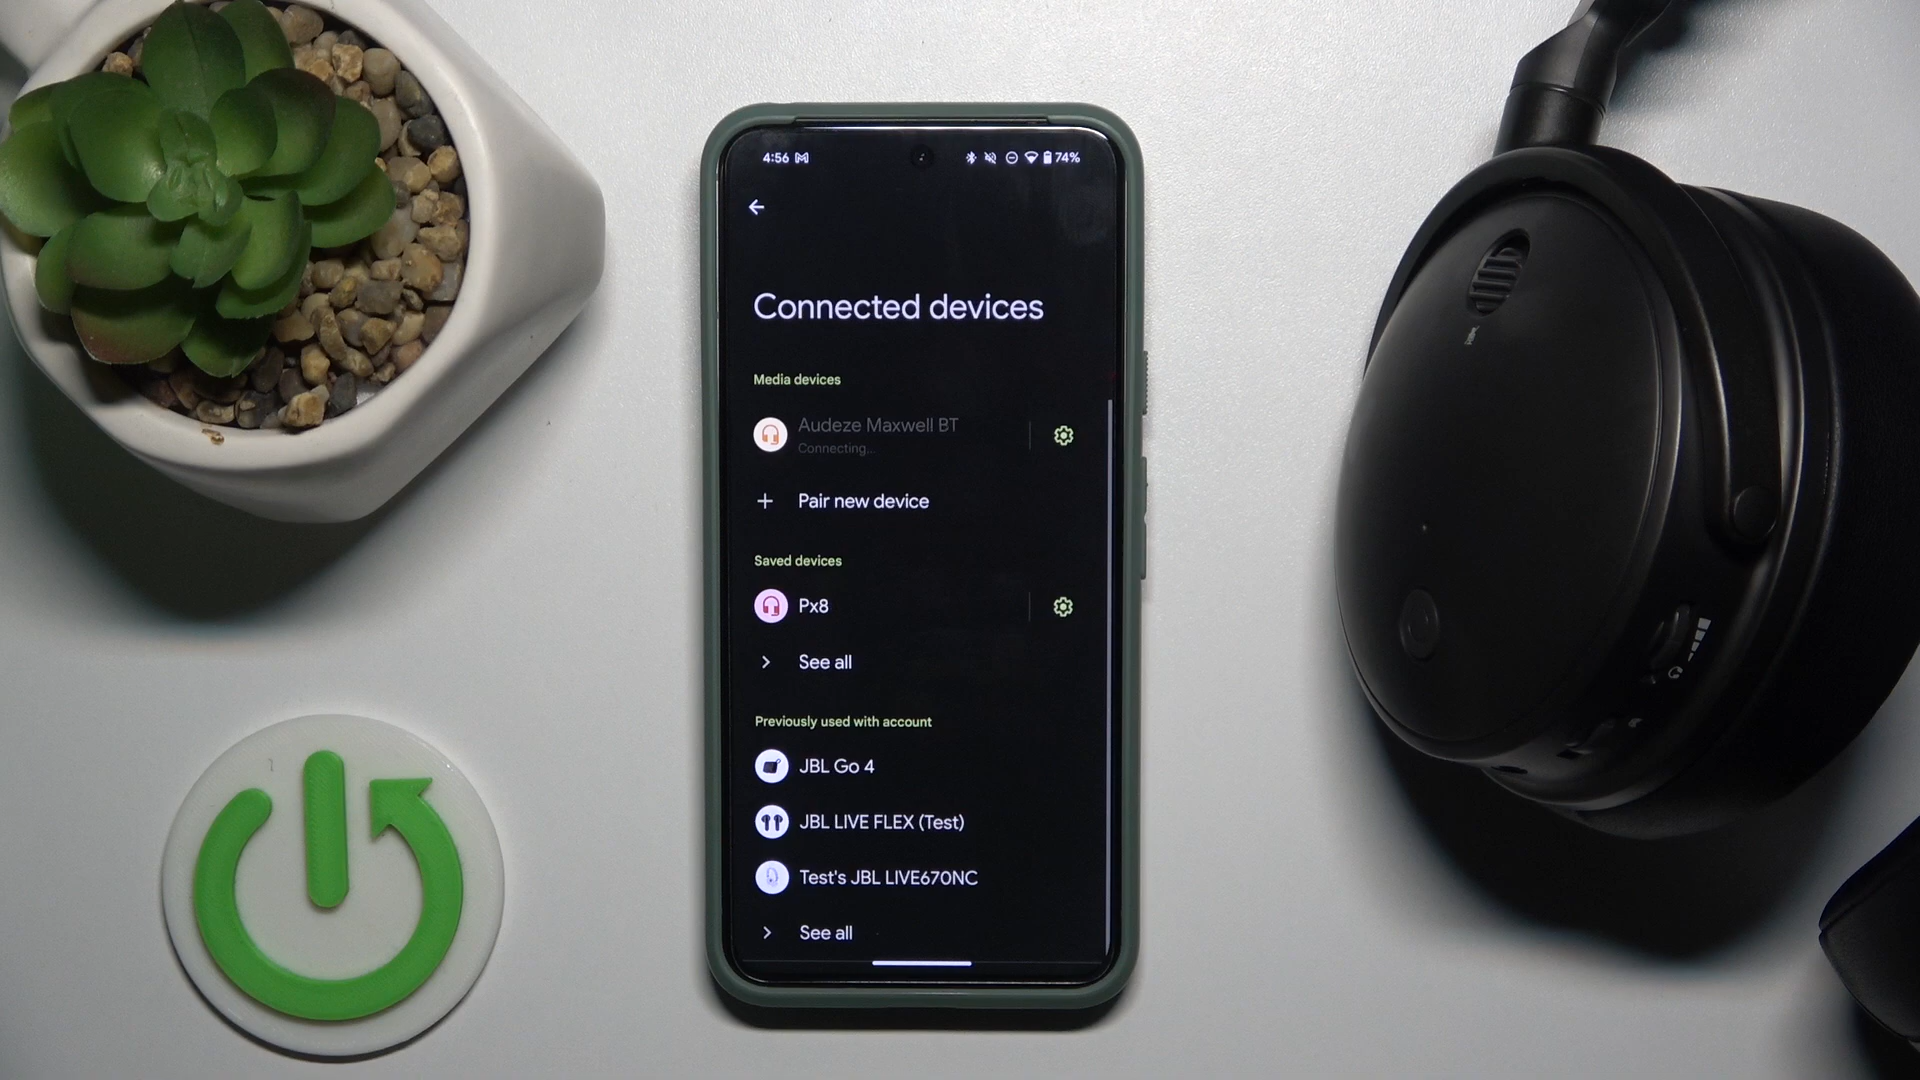 4:56
74%
Connected devices
Media devices
Audeze Maxwell BT
Connecting...
Pair new device
Saved devices
Px8
See all
Previously used with account
JBL Go 4
JBL LIVE FLEX (Test)
Test's JBL LIVE670NC
See all